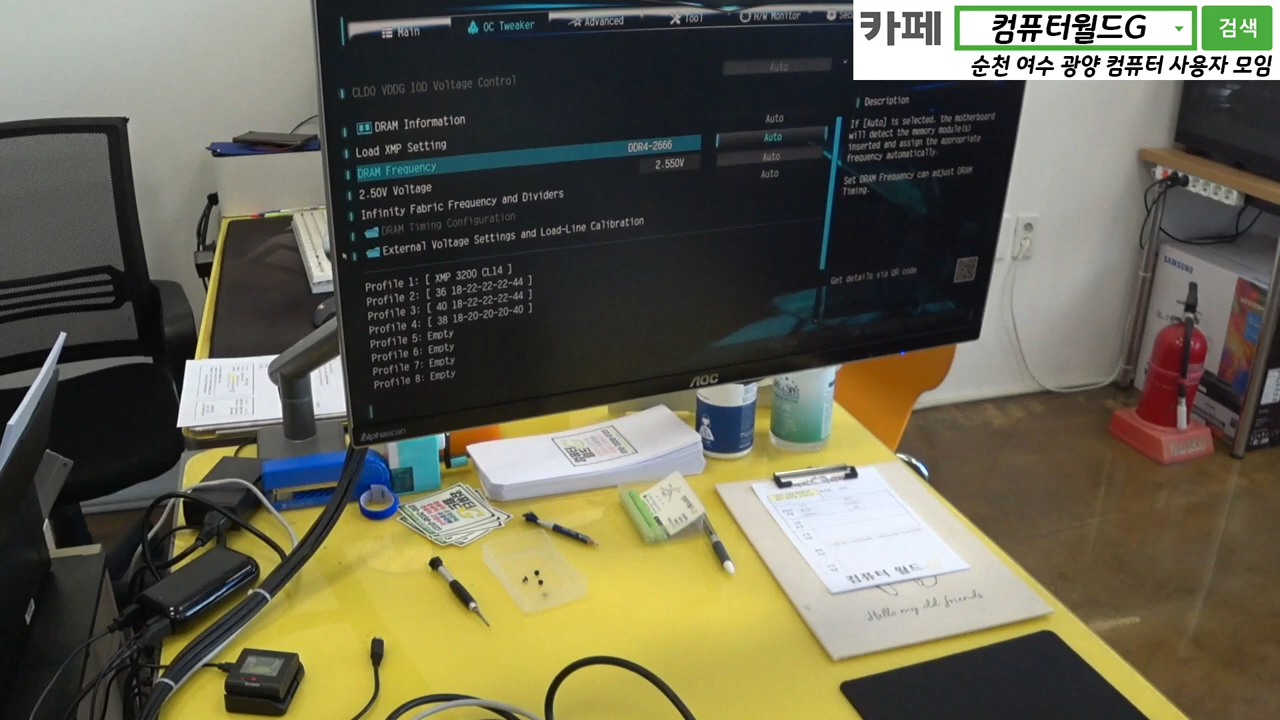 카페
컴퓨터월드G
검색
순천 여수 광양 컴퓨터 사용자 모임
Main
OC Tweaker
Advanced
Tool
H/W Monitor
Auto
CLDO VDDG IOD Voltage Control
DRAM Information
Load XMP Setting
Auto
DRAM Frequency
DDR4-2666
Auto
2.50V Voltage
2.550V
Auto
Infinity Fabric Frequency and Dividers
Auto
DRAM Timing Configuration
External Voltage Settings and Load-Line Calibration
Profile 1: [ XMP 3200 CL14 ]
Profile 2: [ 36 18-22-22-22-44 ]
Profile 3: [ 40 18-22-22-22-44 ]
Profile 4: [ 38 18-20-20-20-40 ]
Profile 5: Empty
Profile 6: Empty
Profile 7: Empty
Profile 8: Empty
Description
If [Auto] is selected, the motherboard
will detect the memory module(s)
inserted and assign the appropriate
frequency automatically.
Set DRAM Frequency can adjust DRAM
Timing.
Get details via QR code
AOC
Alphascan
SAMSUNG
컴퓨터 월드
Hello my old friends